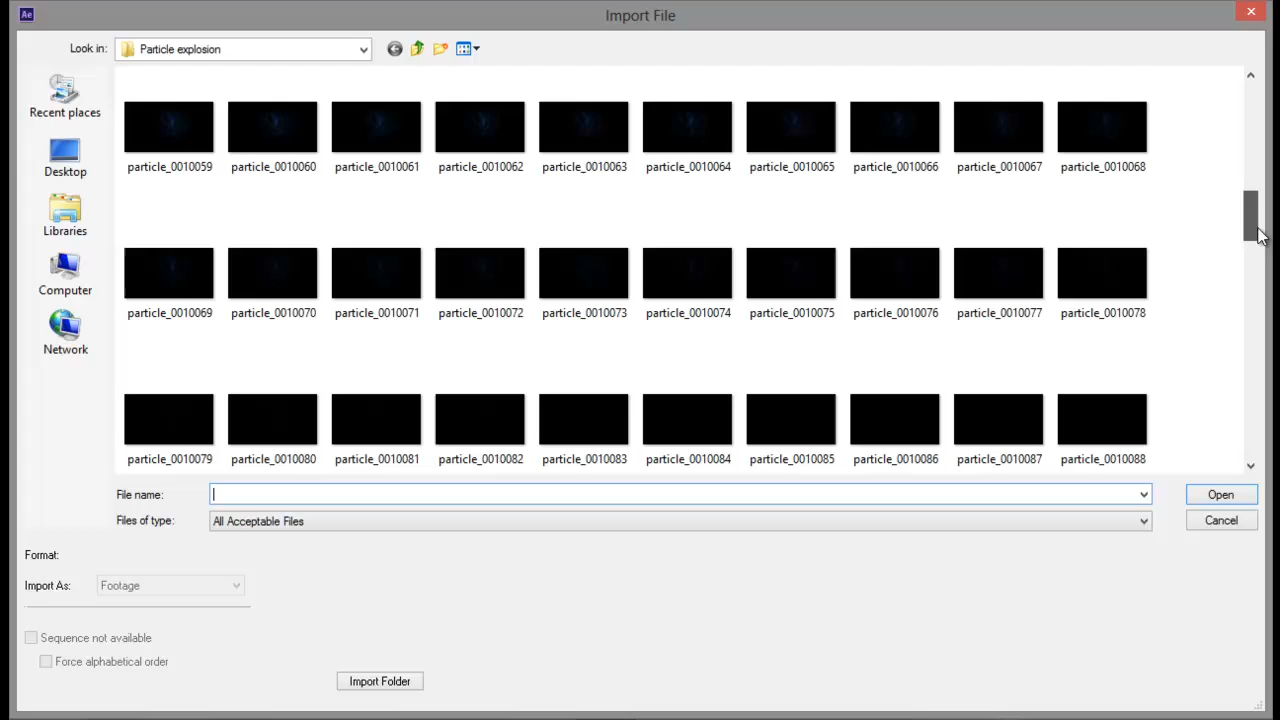 Ae
Import File
Look in:
Particle explosion
Recent places
Desktop
Libraries
Computer
Network
particle_0010059 particle_0010060 particle_0010061 particle_0010062 particle_0010063 particle_0010064 particle_0010065 particle_0010066 particle_0010067 particle_0010068
particle_0010069 particle_0010070 particle_0010071 particle_0010072 particle_0010073 particle_0010074 particle_0010075 particle_0010076 particle_0010077 particle_0010078
particle_0010079 particle_0010080 particle_0010081 particle_0010082 particle_0010083 particle_0010084 particle_0010085 particle_0010086 particle_0010087 particle_0010088
File name:
Open
Files of type: All Acceptable Files
Cancel
Format:
Import As: Footage
Sequence not available
Force alphabetical order
Import Folder